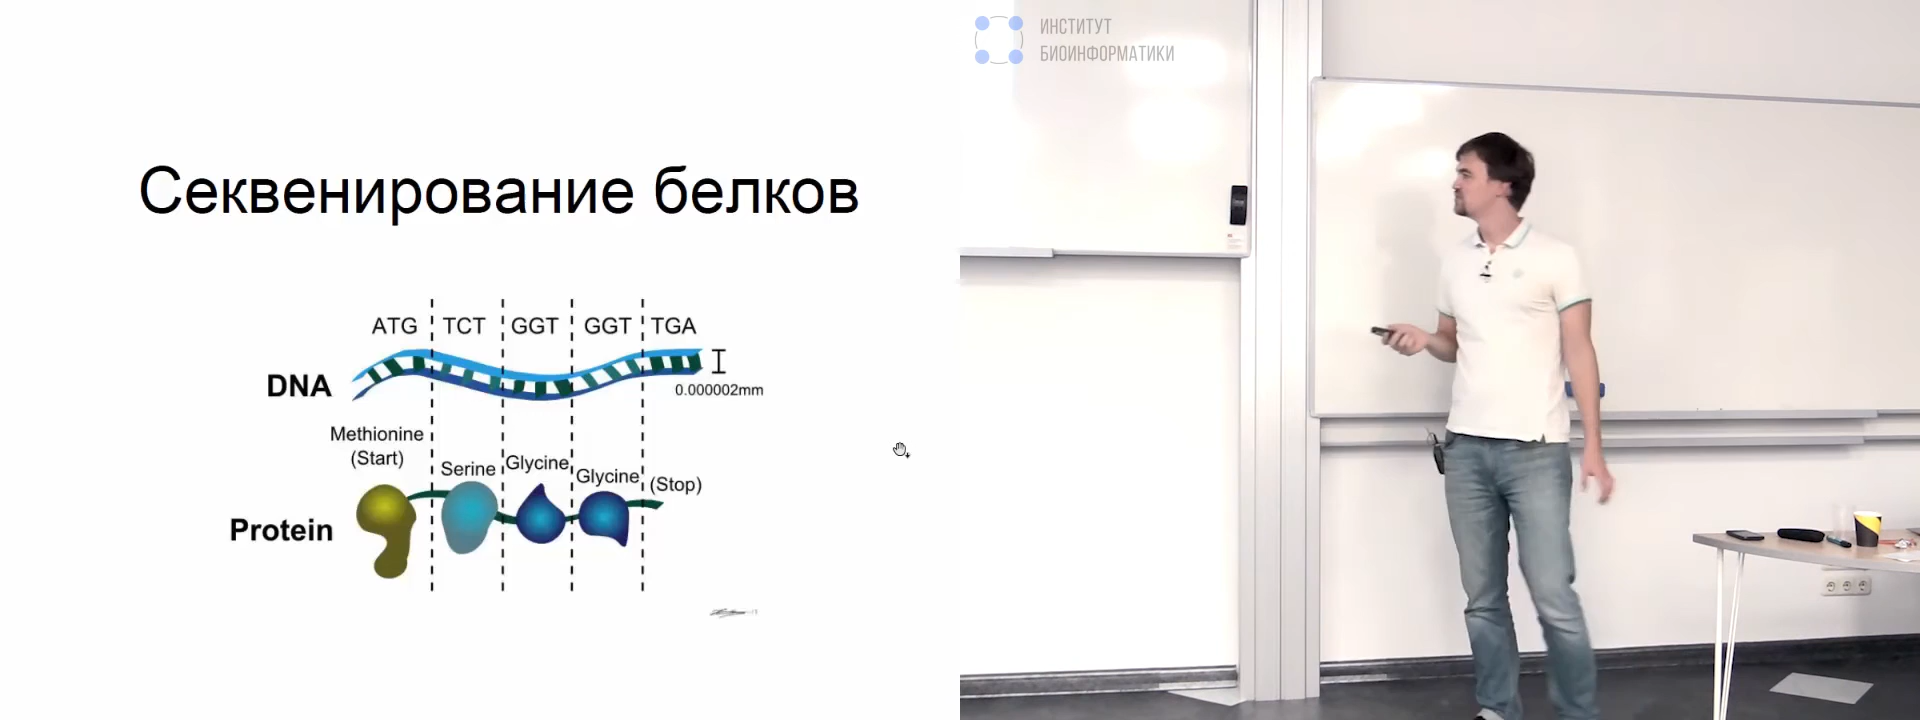 Секвенирование белков
ATG TCT GGT GGT TGA
DNA
0.000002mm
Methionine
(Start)
Serine
Glycine
Glycine
(Stop)
Protein
ИНСТИТУТ
БИОИНФОРМАТИКИ